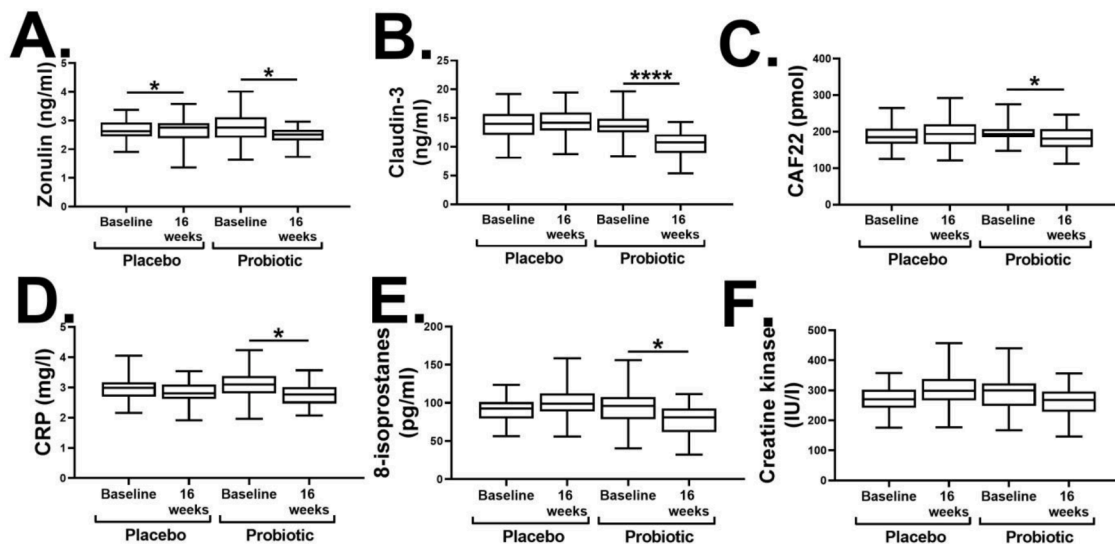 A.
Zonulin (ng/ml)
5
4
3
2
1
0
*
*
Baseline
16
weeks
Baseline
16
weeks
Placebo
Probiotic
B.
Claudin-3
(ng/ml)
25
20
15
10
5
0
****
Baseline
16
weeks
Baseline
16
weeks
Placebo
Probiotic
C.
CAF22 (pmol)
400
300
200
100
0
*
Baseline
16
weeks
Baseline
16
weeks
Placebo
Probiotic
D.
CRP (mg/l)
5
4
3
2
1
0
*
Baseline
16
weeks
Baseline
16
weeks
Placebo
Probiotic
E.
8-isoprostanes
(pg/ml)
200
150
100
50
0
*
Baseline
16
weeks
Baseline
16
weeks
Placebo
Probiotic
F.
Creatine kinase
(IU/l)
500
400
300
200
100
0
Baseline
16
weeks
Baseline
16
weeks
Placebo
Probiotic